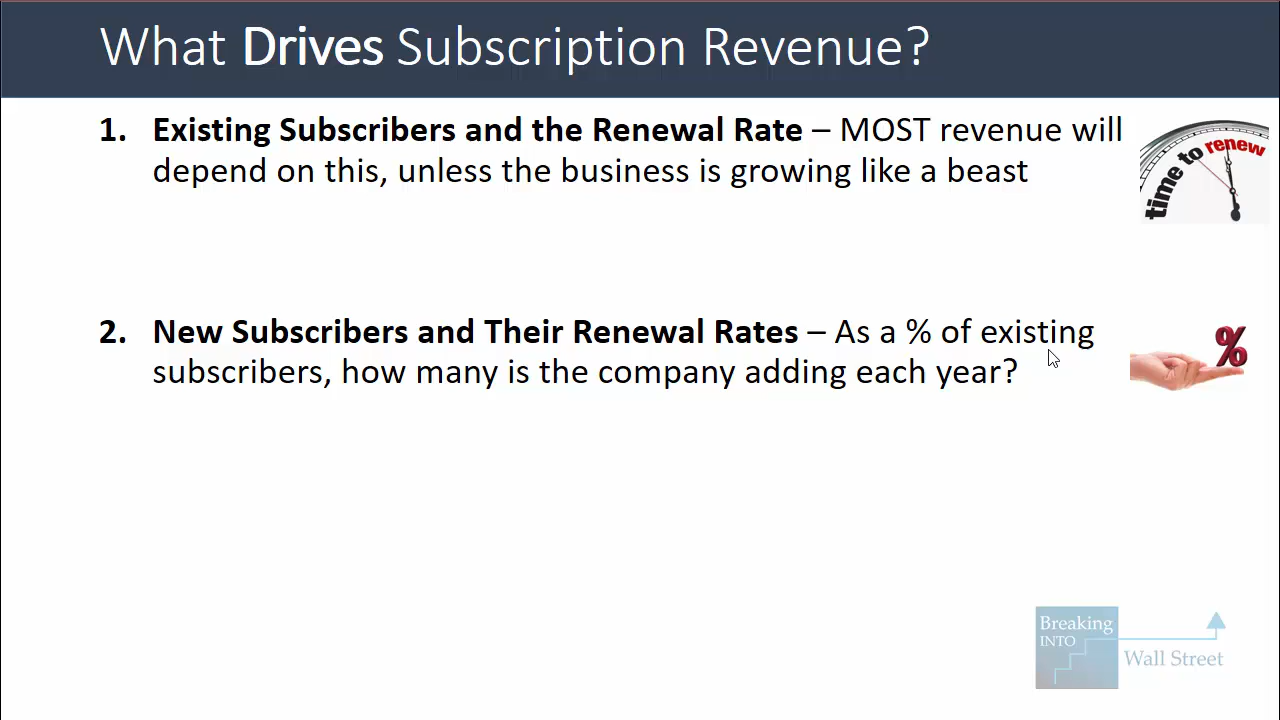 What Drives Subscription Revenue?
1. Existing Subscribers and the Renewal Rate – MOST revenue will
depend on this, unless the business is growing like a beast
time to renew
2. New Subscribers and Their Renewal Rates – As a % of existing
subscribers, how many is the company adding each year?
%
Breaking
INTO
Wall Street